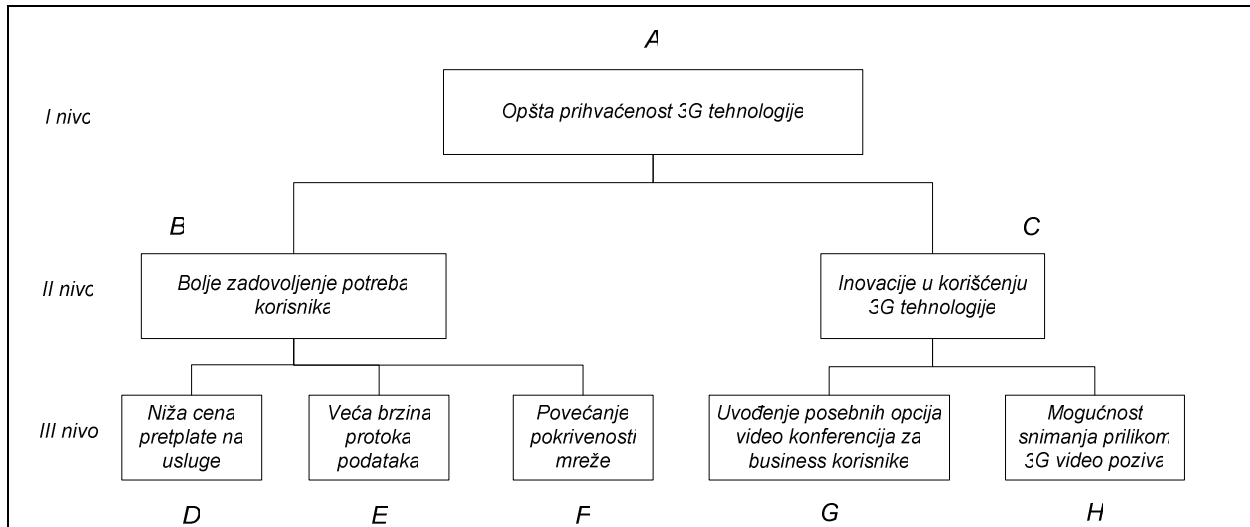 A
I nivo
Opšta prihvaćenost 3G tehnologije
B
C
II nivo
Bolje zadovoljenje potreba
korisnika
Inovacije u korišćenju
3G tehnologije
III nivo
Niža cena
pretplate na
usluge
Veća brzina
protoka
podataka
Povećanje
pokrivenosti
mreže
Uvođenje posebnih opcija
video konferencija za
business korisnike
Mogućnost
snimanja prilikom
3G video poziva
D
E
F
G
H